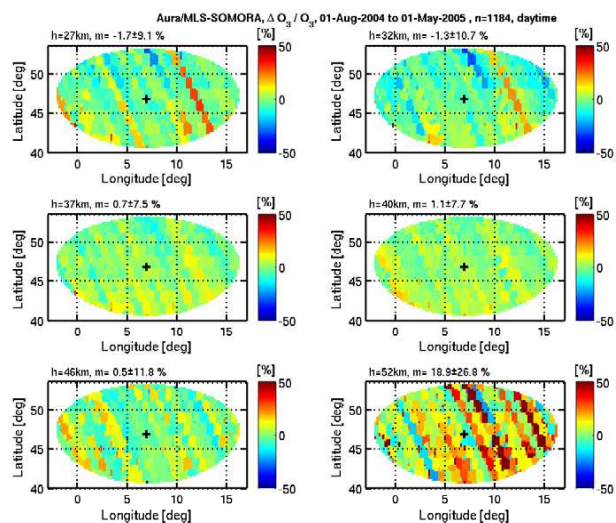 Aura/MLS-SOMORA, Δ O3 / O3, 01-Aug-2004 to 01-May-2005 , n=1184, daytime
h=27km, m= -1.7±9.1 %
[%]
50
0
-50
Latitude [deg]
50
45
40
0 5 10 15
Longitude [deg]
h=32km, m= -1.3±10.7 %
[%]
50
0
-50
Latitude [deg]
50
45
40
0 5 10 15
Longitude [deg]
h=37km, m= 0.7±7.5 %
[%]
50
0
-50
Latitude [deg]
50
45
40
0 5 10 15
Longitude [deg]
h=40km, m= 1.1±7.7 %
[%]
50
0
-50
Latitude [deg]
50
45
40
0 5 10 15
Longitude [deg]
h=46km, m= 0.5±11.8 %
[%]
50
0
-50
Latitude [deg]
50
45
40
0 5 10 15
Longitude [deg]
h=52km, m= 18.9±26.8 %
[%]
50
0
-50
Latitude [deg]
50
45
40
0 5 10 15
Longitude [deg]